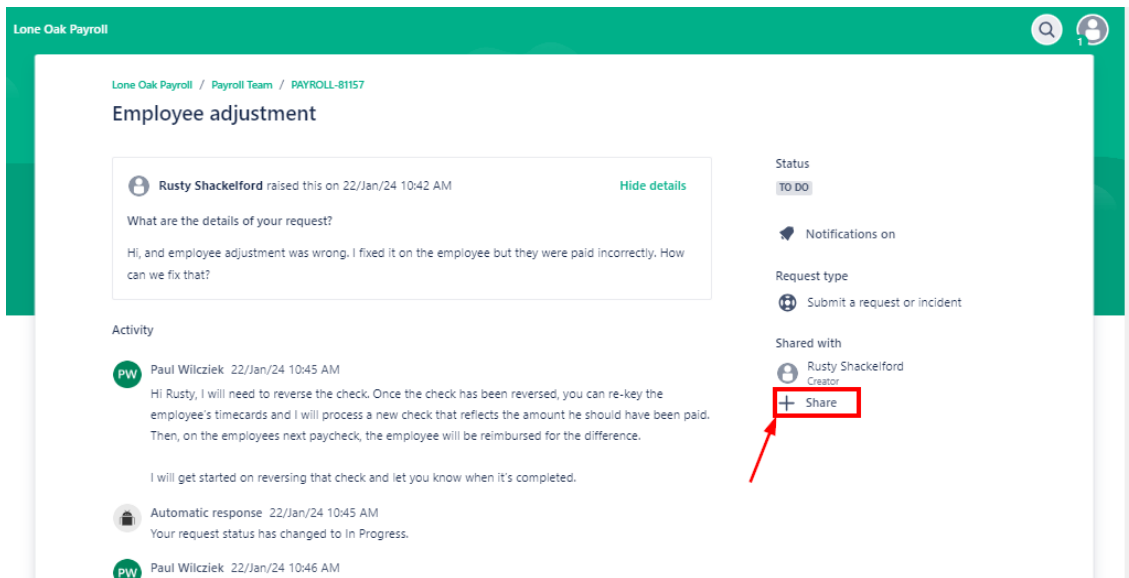 Lone Oak Payroll
1
Lone Oak Payroll / Payroll Team / PAYROLL-81157
Employee adjustment
Rusty Shackelford raised this on 22/Jan/24 10:42 AM
Hide details
What are the details of your request?
Hi, and employee adjustment was wrong. I fixed it on the employee but they were paid incorrectly. How
can we fix that?
Activity
PW
Paul Wilcziek 22/Jan/24 10:45 AM
Hi Rusty, I will need to reverse the check. Once the check has been reversed, you can re-key the
employee's timecards and I will process a new check that reflects the amount he should have been paid.
Then, on the employees next paycheck, the employee will be reimbursed for the difference.
I will get started on reversing that check and let you know when it's completed.
Automatic response 22/Jan/24 10:45 AM
Your request status has changed to In Progress.
PW
Paul Wilcziek 22/Jan/24 10:46 AM
Status
TO DO
Notifications on
Request type
Submit a request or incident
Shared with
Rusty Shackelford
Creator
Share